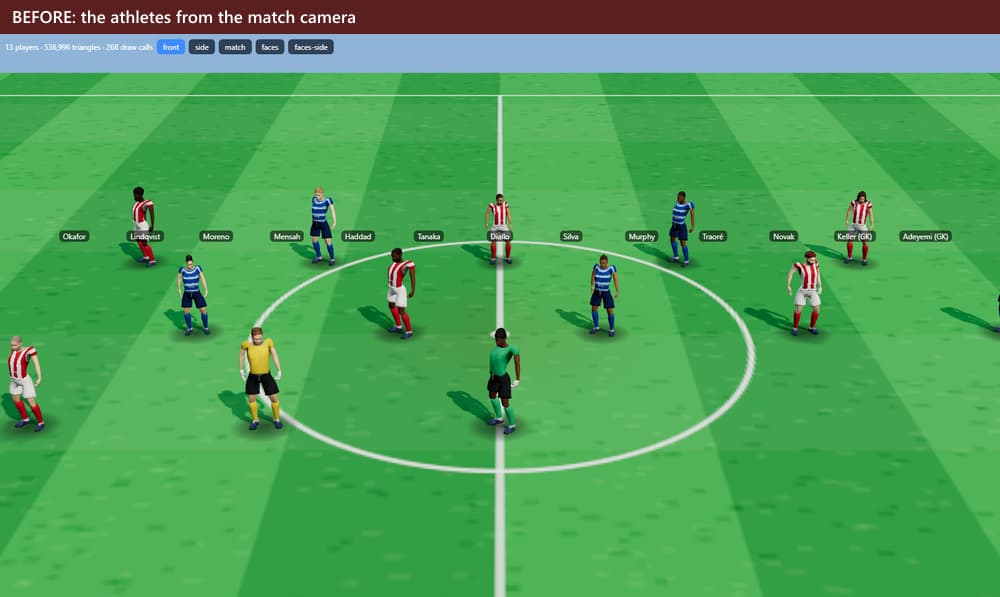 BEFORE: the athletes from the match camera
13 players - 536,996 triangles - 268 draw calls front side match faces faces-side
Okafor Lindqvist Moreno Mensah Haddad Tanaka Diallo Silva Murphy Traoré Novak Keller (GK) Adeyemi (GK)